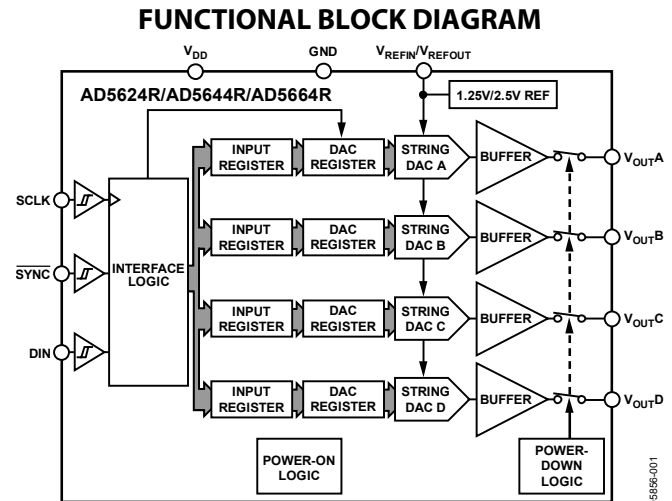 FUNCTIONAL BLOCK DIAGRAM
VDD
GND
VREFIN/VREFOUT
AD5624R/AD5644R/AD5664R
1.25V/2.5V REF
SCLK
SYNC
DIN
INTERFACE
LOGIC
INPUT
REGISTER
DAC
REGISTER
STRING
DAC A
BUFFER
VOUTA
INPUT
REGISTER
DAC
REGISTER
STRING
DAC B
BUFFER
VOUTB
INPUT
REGISTER
DAC
REGISTER
STRING
DAC C
BUFFER
VOUTC
INPUT
REGISTER
DAC
REGISTER
STRING
DAC D
BUFFER
VOUTD
POWER-ON
LOGIC
POWER-
DOWN
LOGIC
5856-001